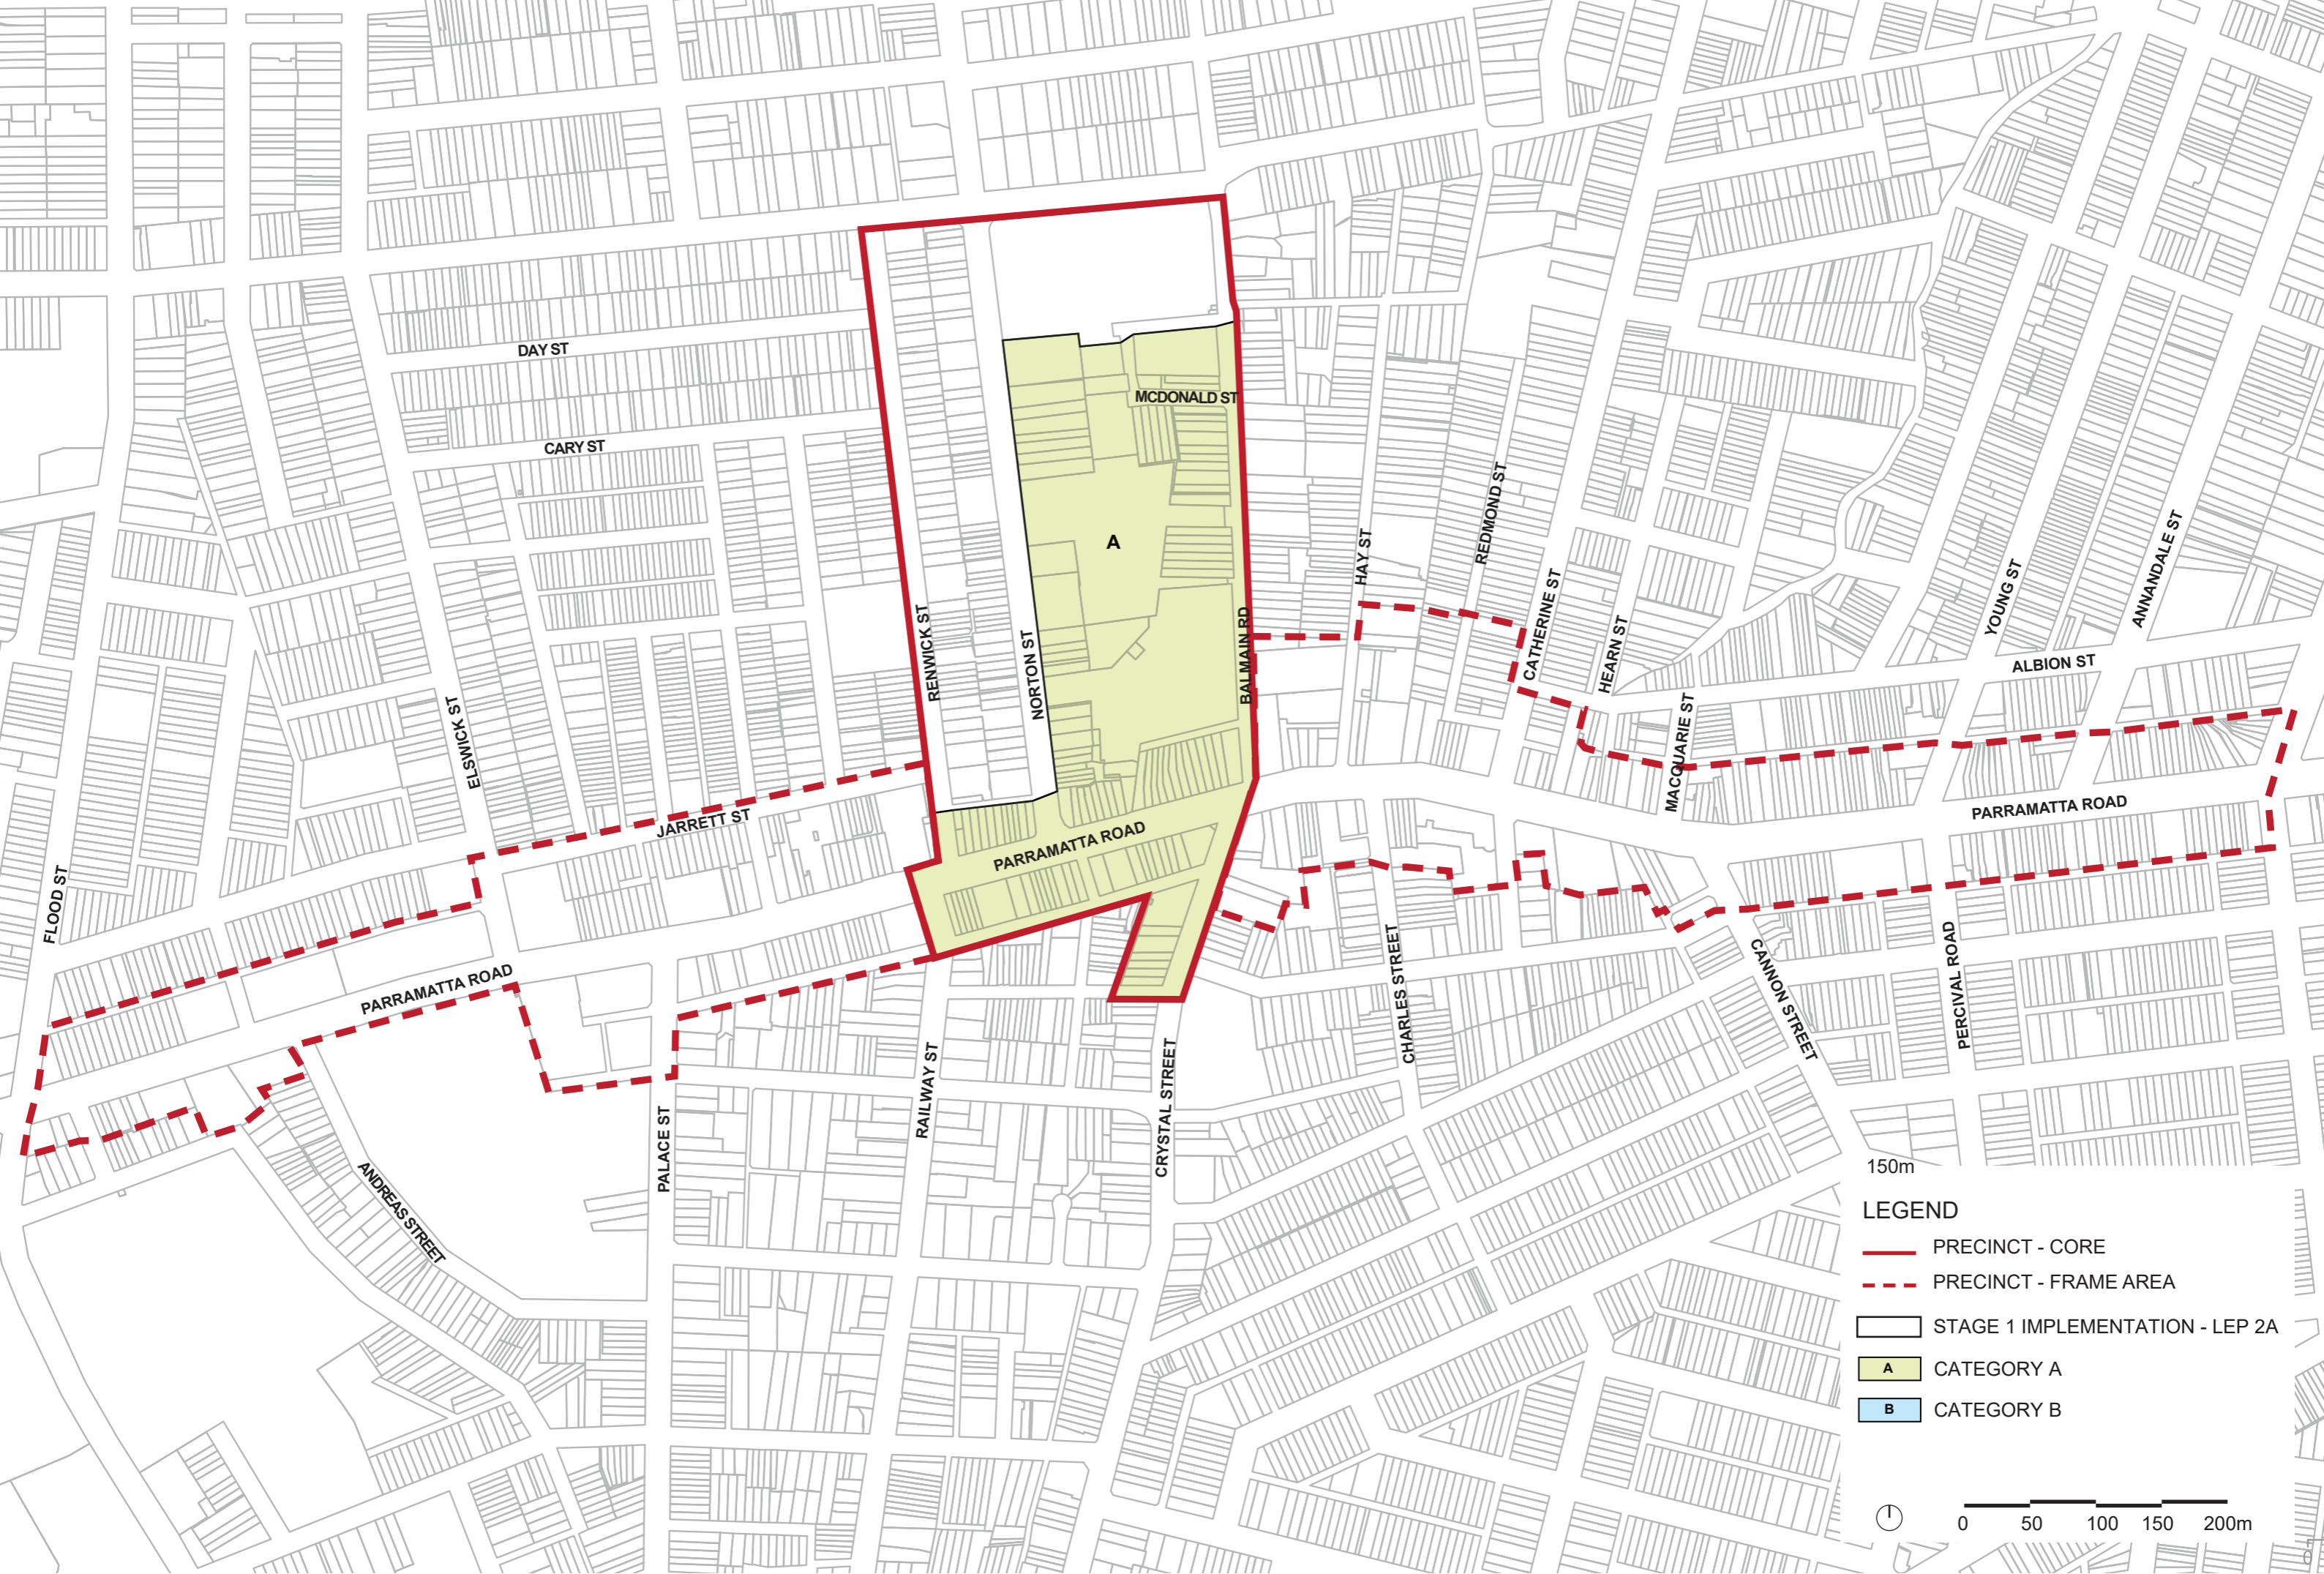 DAY ST
MCDONALD ST
CARY ST
A
REDMOND ST
HAY ST
ANNANDALE ST
YOUNG ST
CATHERINE ST
RENWICK ST
NORTON ST
BALMAIN RD
HEARN ST
ALBION ST
ELSWICK ST
MACQUARIE ST
JARRETT ST
PARRAMATTA ROAD
PARRAMATTA ROAD
FLOOD ST
PARRAMATTA ROAD
CHARLES STREET
CANNON STREET
PERCIVAL ROAD
RAILWAY ST
CRYSTAL STREET
PALACE ST
ANDREAS STREET
150m
LEGEND
PRECINCT - CORE
PRECINCT - FRAME AREA
STAGE 1 IMPLEMENTATION - LEP 2A
A CATEGORY A
B CATEGORY B
0 50 100 150 200m